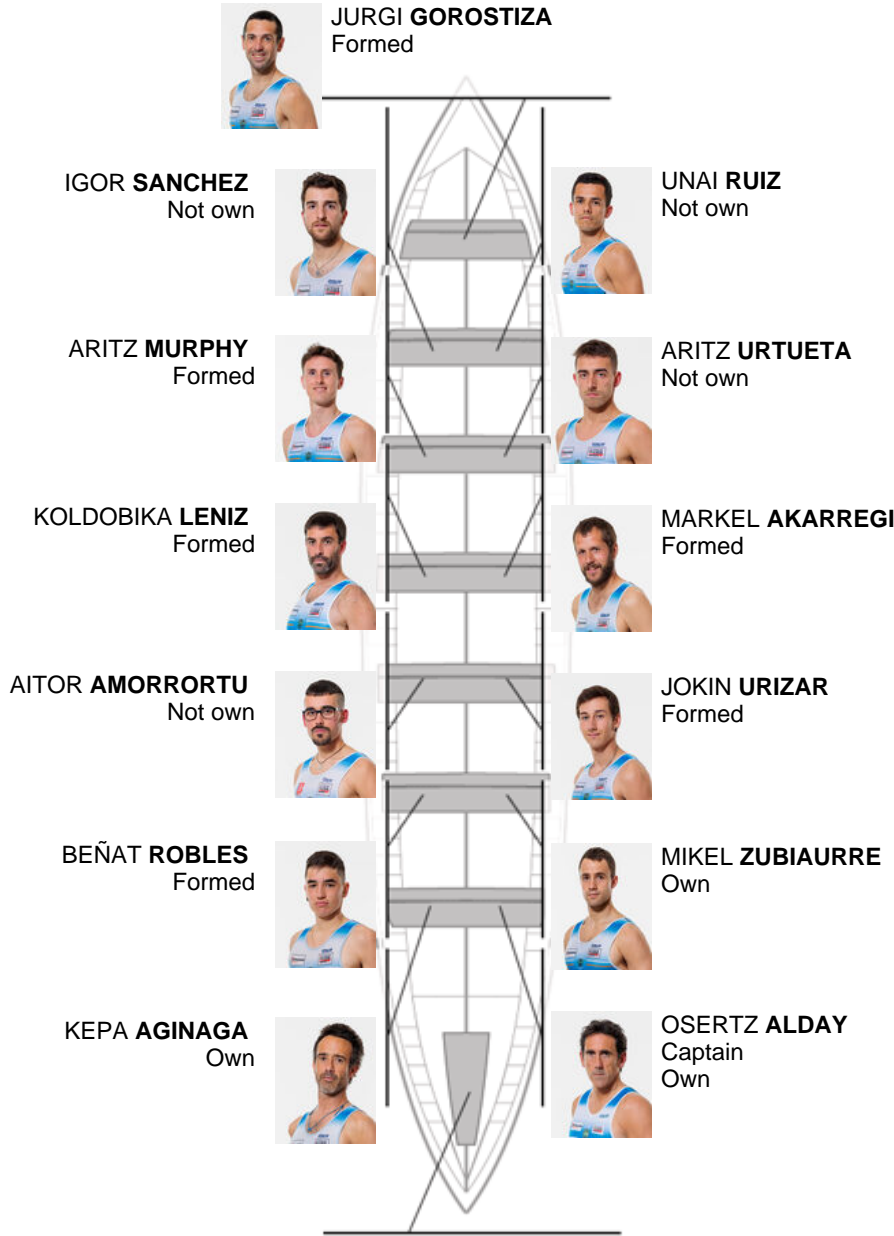 JURGI GOROSTIZA
Formed
IGOR SANCHEZ
Not own
UNAI RUIZ
Not own
ARITZ MURPHY
Formed
ARITZ URTUETA
Not own
KOLDOBIKA LENIZ
Formed
MARKEL AKARREGI
Formed
AITOR AMORRORTU
Not own
JOKIN URIZAR
Formed
BEÑAT ROBLES
Formed
MIKEL ZUBIAURRE
Own
KEPA AGINAGA
Own
OSERTZ ALDAY
Captain
Own